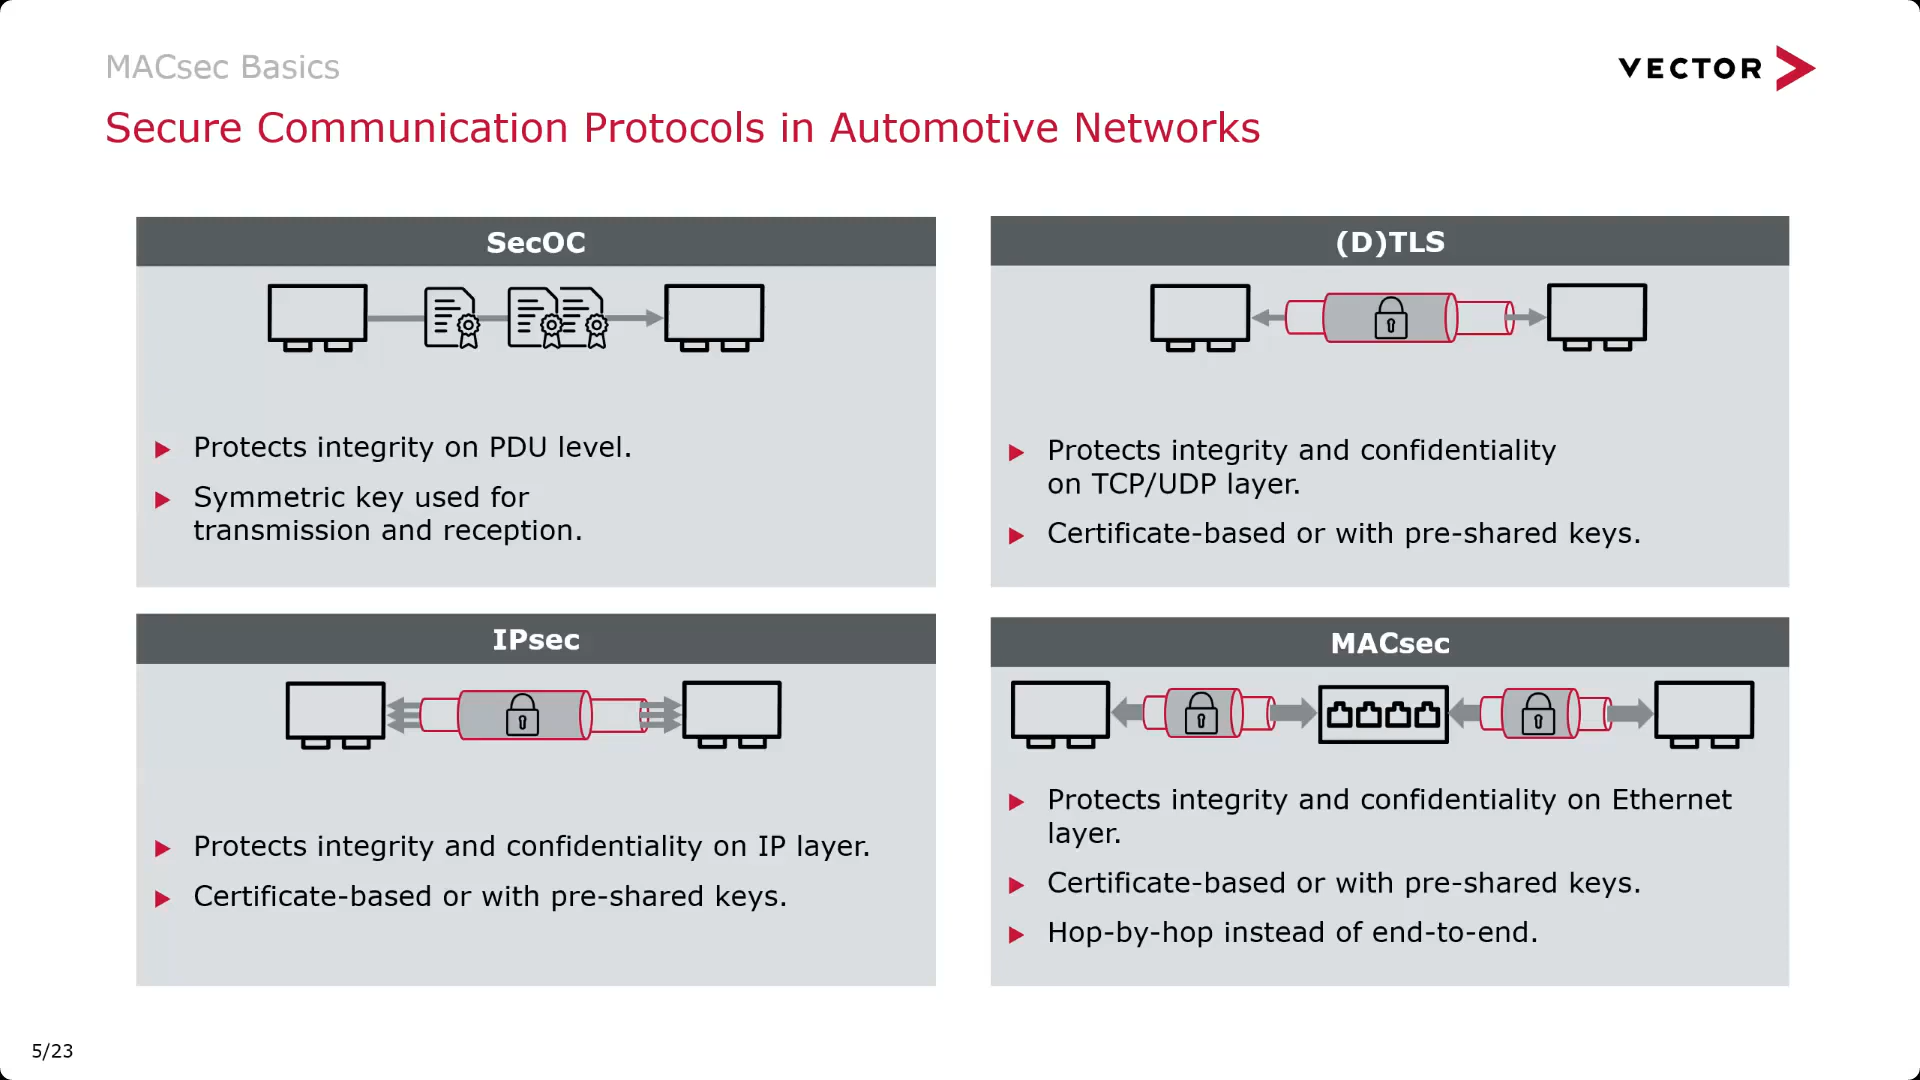 MACsec Basics
VECTOR
Secure Communication Protocols in Automotive Networks
SecOC
Protects integrity on PDU level.
Symmetric key used for
transmission and reception.
(D)TLS
Protects integrity and confidentiality
on TCP/UDP layer.
Certificate-based or with pre-shared keys.
IPsec
Protects integrity and confidentiality on IP layer.
Certificate-based or with pre-shared keys.
MACsec
Protects integrity and confidentiality on Ethernet
layer.
Certificate-based or with pre-shared keys.
Hop-by-hop instead of end-to-end.
5/23